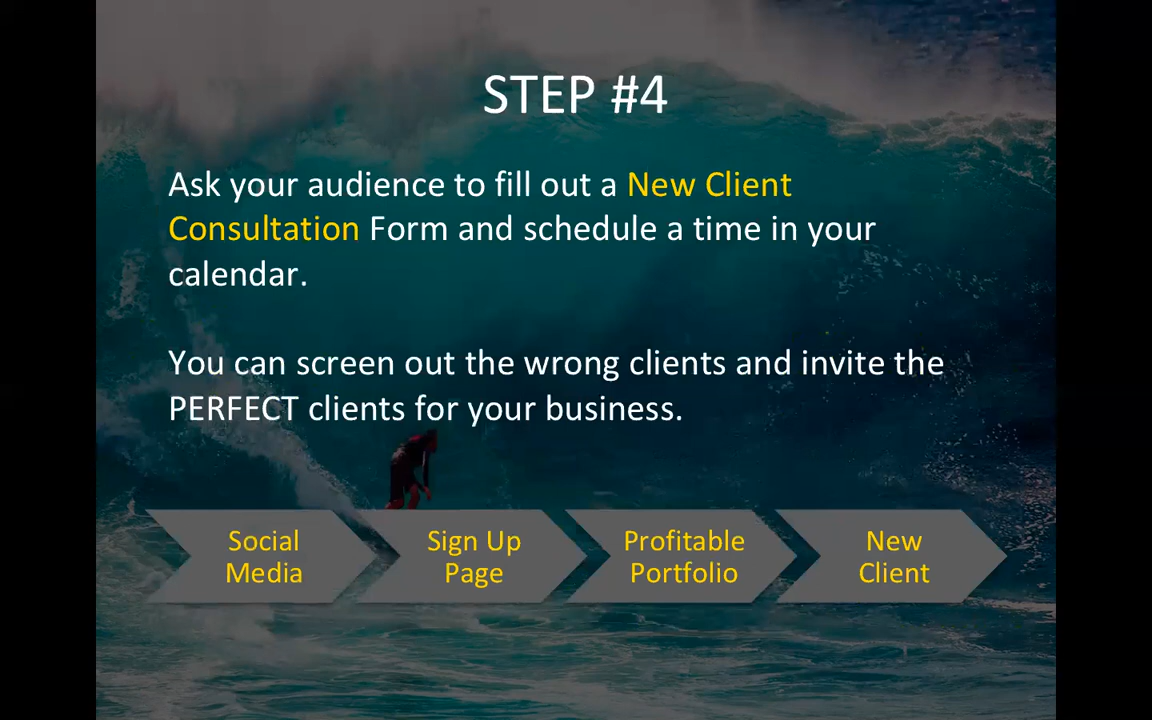 STEP #4
Ask your audience to fill out a New Client
Consultation Form and schedule a time in your
calendar.
You can screen out the wrong clients and invite the
PERFECT clients for your business.
Social
Media
Sign Up
Page
Profitable
Portfolio
New
Client